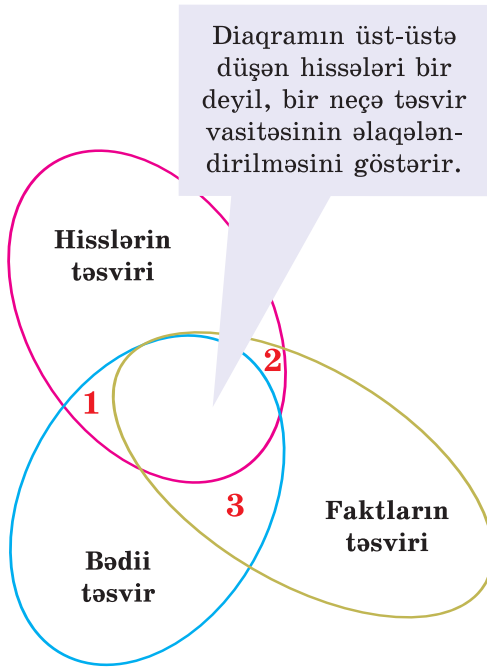 Diaqramın üst-üstə
düşən hissələri bir
deyil, bir neçə təsvir
vasitəsinin əlaqələn-
dirilməsini göstərir.
Hisslərin
təsviri
2
1
3
Faktların
təsviri
Bədii
təsvir